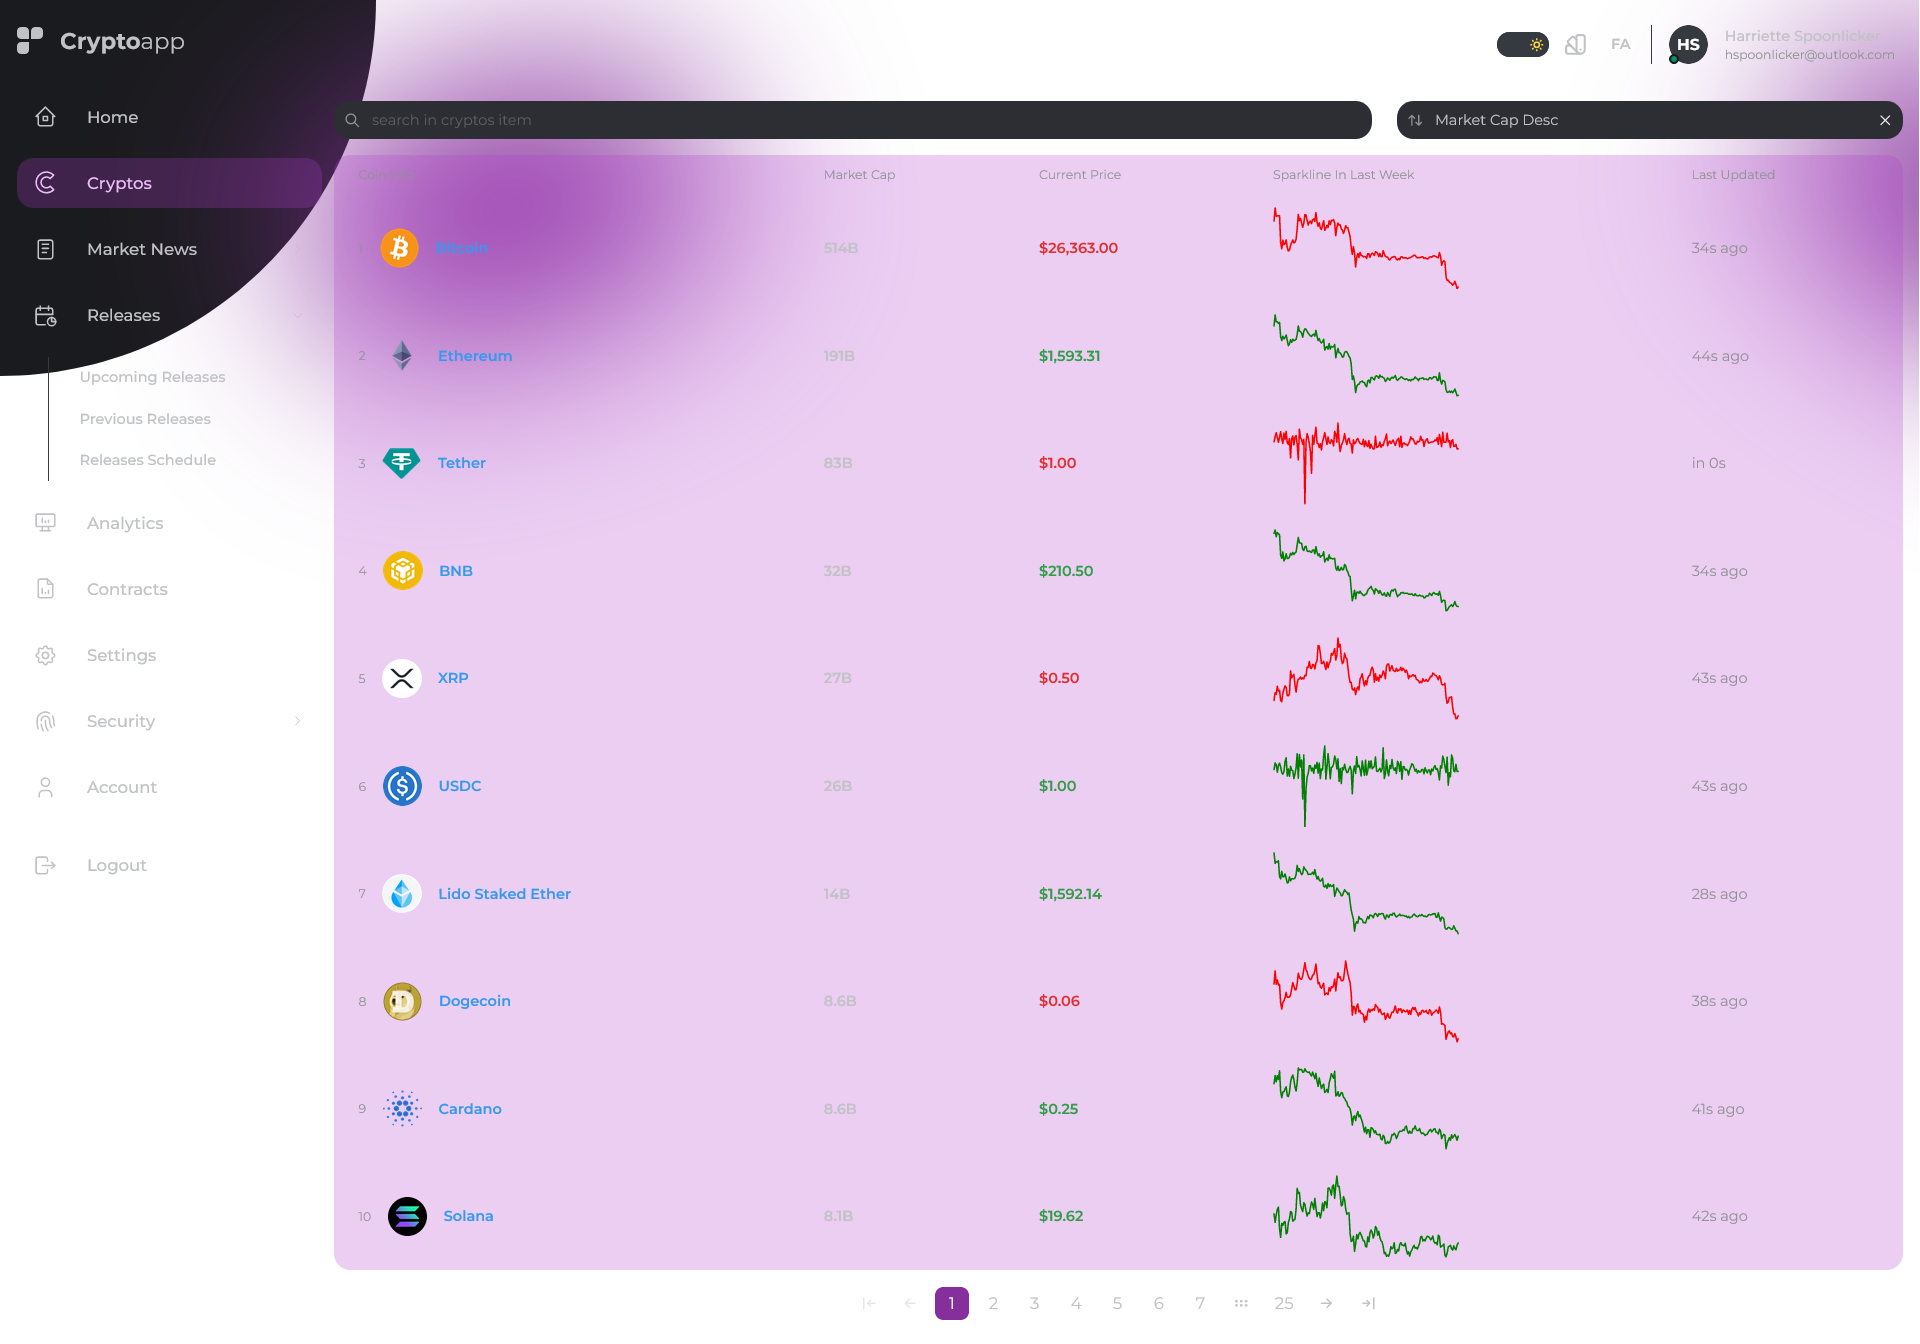 Cryptoapp
FA
HS
Harriette Spoonlicker
hspoonlicker@outlook.com
Home
Cryptos
Market News
Releases
Upcoming Releases
Previous Releases
Releases Schedule
Analytics
Contracts
Settings
Security
Account
Logout
search in cryptos item
Market Cap Desc
Market Cap Current Price Sparkline In Last Week Last Updated
1 Bitcoin 514B $26,363.00 34s ago
2 Ethereum 191B $1,593.31 44s ago
3 Tether 83B $1.00 in 0s
4 BNB 32B $210.50 34s ago
5 XRP 27B $0.50 43s ago
6 USDC 26B $1.00 43s ago
7 Lido Staked Ether 14B $1,592.14 28s ago
8 Dogecoin 8.6B $0.06 38s ago
9 Cardano 8.6B $0.25 41s ago
10 Solana 8.1B $19.62 42s ago
1 2 3 4 5 6 7 25